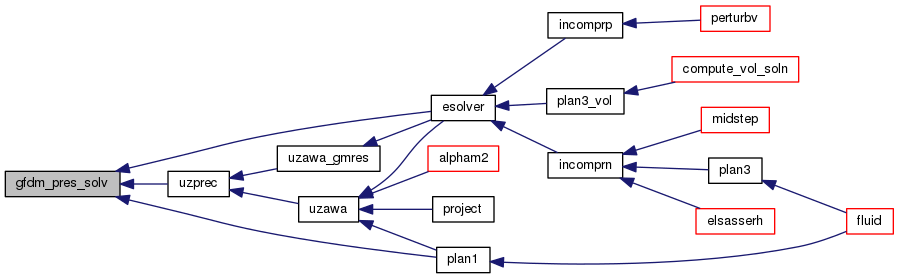 gfdm_pres_solv
uzprec
uzawa_gmres
uzawa
esolver
alpham2
project
plan1
incomprp
plan3_vol
incomprn
perturbv
compute_vol_soln
midstep
plan3
elsasserh
fluid